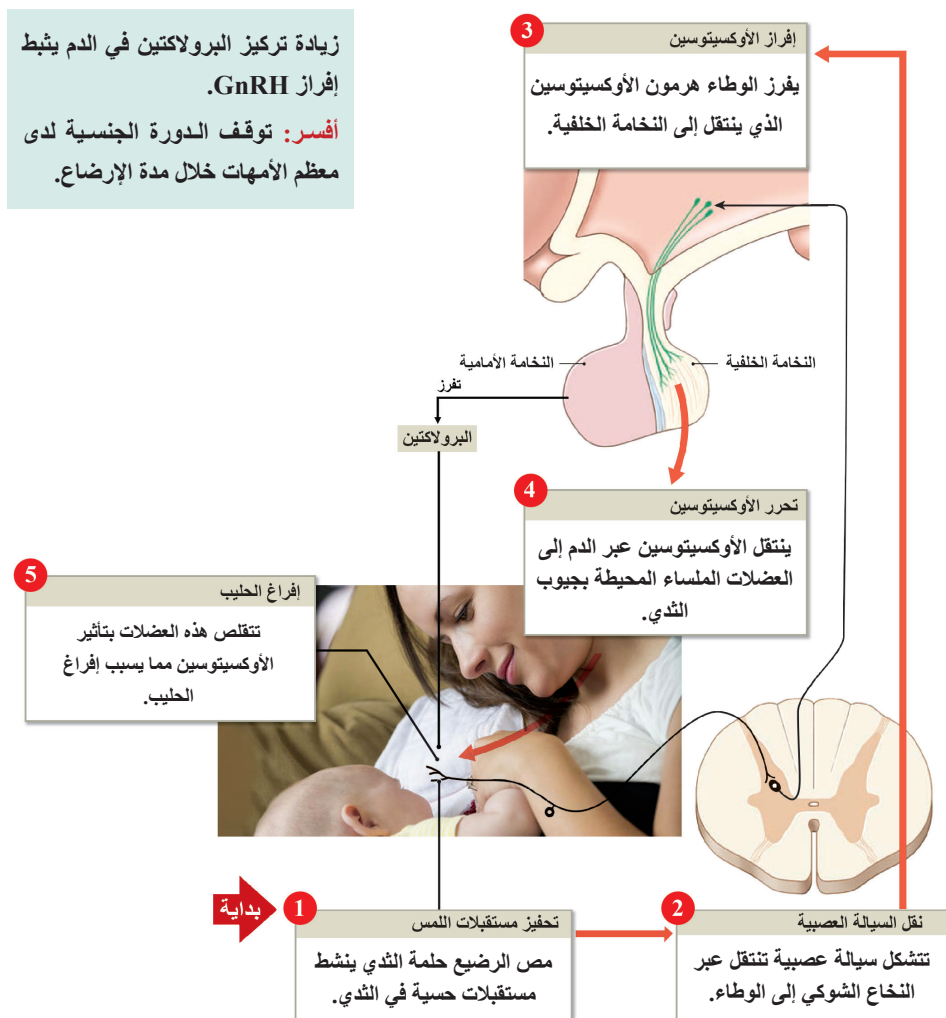 زيادة تركيز البرولاكتين في الدم يثبط
إفراز GnRH.
أفسر: توقف الدورة الجنسية لدى
معظم الأمهات خلال مدة الإرضاع.
3
إفراز الأوكسيتوسين
يفرز الوطاء هرمون الأوكسيتوسين
الذي ينتقل إلى النخامة الخلفية.
النخامة الخلفية
النخامة الأمامية
تفرز
البرولاكتين
4
تحرر الأوكسيتوسين
ينتقل الأوكسيتوسين عبر الدم إلى
العضلات الملساء المحيطة بجيوب
الثدي.
5
إفراغ الحليب
تتقلص هذه العضلات بتأثير
الأوكسيتوسين مما يسبب إفراغ
الحليب.
بداية
1
تحفيز مستقبلات اللمس
مص الرضيع حلمة الثدي ينشط
مستقبلات حسية في الثدي.
2
نقل السيالة العصبية
تتشكل سيالة عصبية تنتقل عبر
النخاع الشوكي إلى الوطاء.